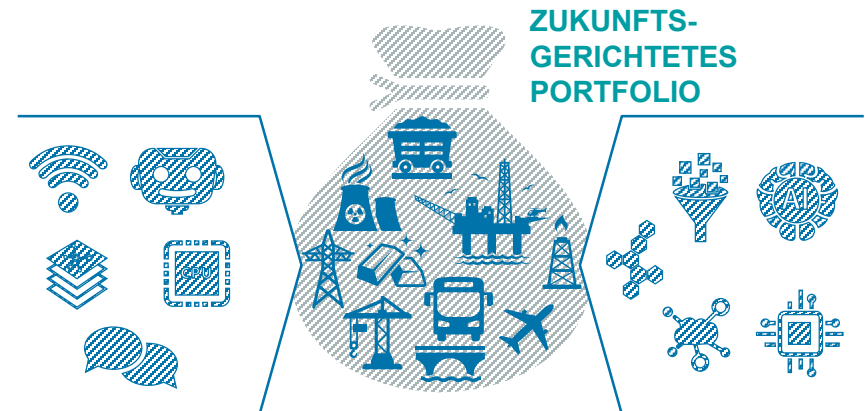 ZUKUNFTS-
GERICHTETES
PORTFOLIO
AI
CPU